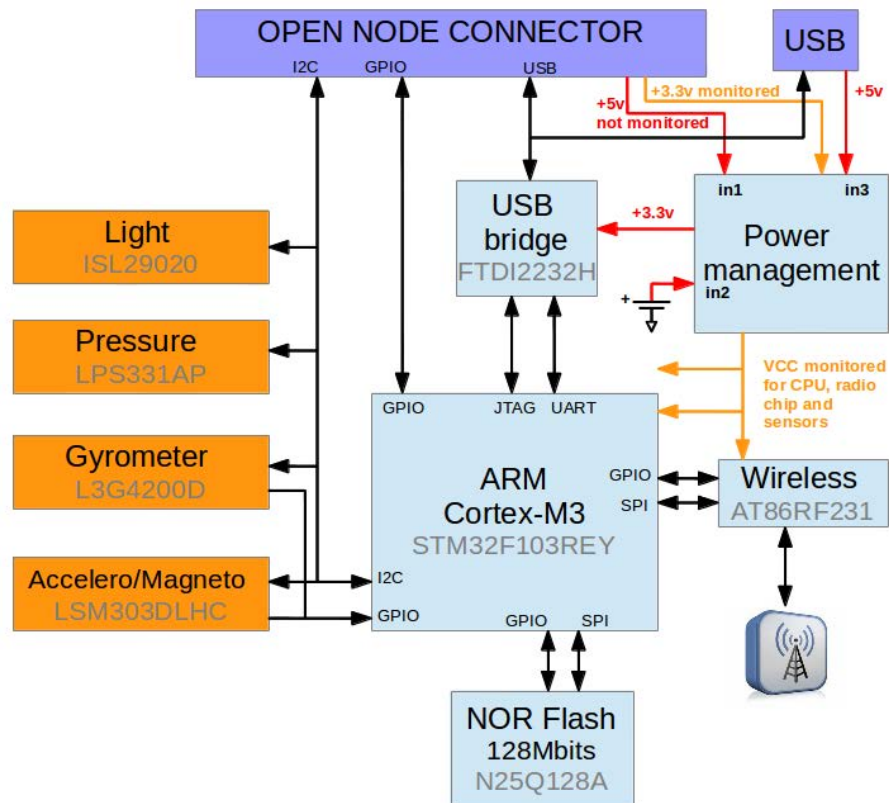 OPEN NODE CONNECTOR
I2C
GPIO
USB
USB
+5v
+3.3v monitored
+5v
not monitored
in1
in3
Power
management
in2
+3.3v
+
USB
bridge
FTDI2232H
Light
ISL29020
Pressure
LPS331AP
Gyrometer
L3G4200D
Accelero/Magneto
LSM303DLHC
VCC monitored
for CPU, radio
chip and
sensors
GPIO
JTAG
UART
ARM
Cortex-M3
STM32F103REY
GPIO
SPI
I2C
GPIO
GPIO
SPI
Wireless
AT86RF231
NOR Flash
128Mbits
N25Q128A